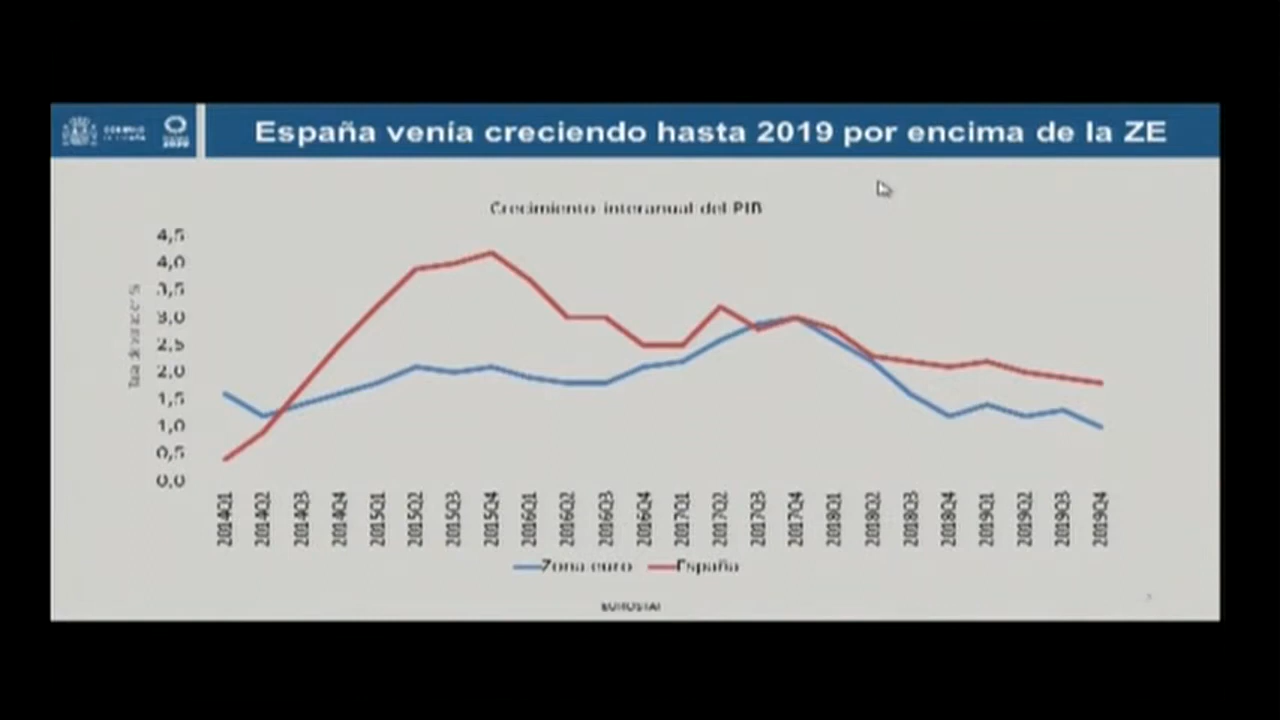 España venía creciendo hasta 2019 por encima de la ZE
2030
Crecimiento interanual del PIB
4,5
4,0
3,5
3,0
2,5
2,0
1,5
1,0
0,5
0,0
2014Q1
2014Q2
2014Q3
2014Q4
2015Q1
2015Q2
2015Q3
2015Q4
2016Q1
2016Q2
2016Q3
2016Q4
2017Q1
2017Q2
2017Q3
2017Q4
2018Q1
2018Q2
2018Q3
2018Q4
2019Q1
2019Q2
2019Q3
2019Q4
Zona euro
España
EUROSTAT